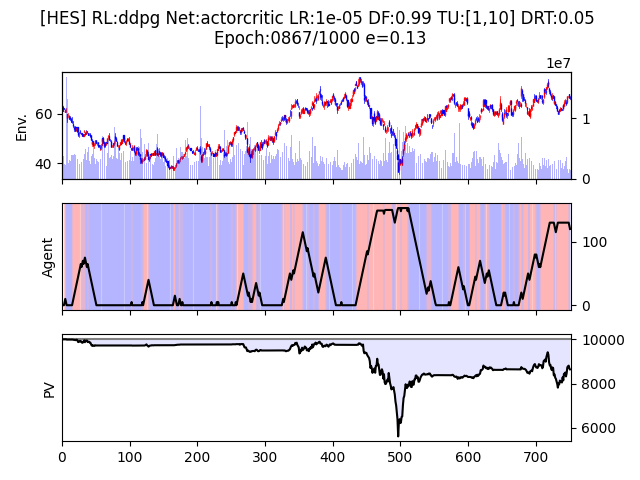 [HES] RL:ddpg Net:actorcritic LR:1e-05 DF:0.99 TU:[1,10] DRT:0.05
Epoch:0867/1000 e=0.13
1e7
Env.
60
40
1
0
Agent
100
0
PV
10000
8000
6000
0 100 200 300 400 500 600 700